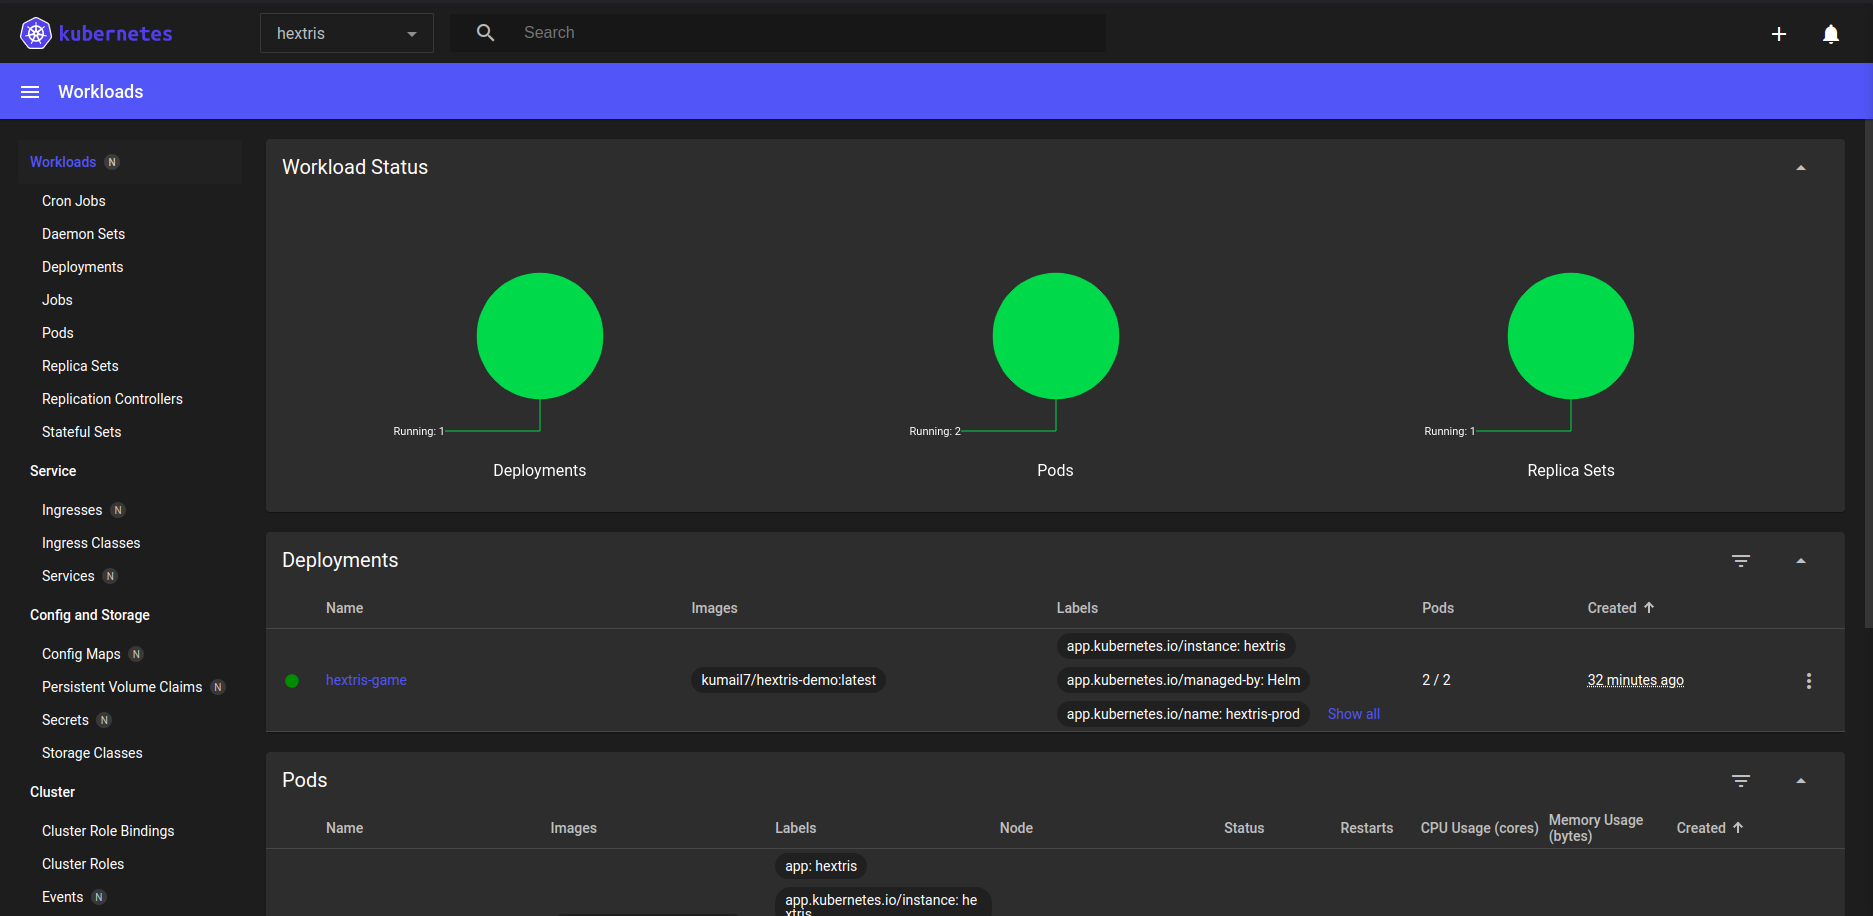 kubernetes
hextris
Search
Workloads
Workloads N
Cron Jobs
Daemon Sets
Deployments
Jobs
Pods
Replica Sets
Replication Controllers
Stateful Sets
Service
Ingresses N
Ingress Classes
Services N
Config and Storage
Config Maps N
Persistent Volume Claims N
Secrets N
Storage Classes
Cluster
Cluster Role Bindings
Cluster Roles
Events N
Workload Status
Running: 1
Running: 2
Running: 1
Deployments
Pods
Replica Sets
Deployments
Name Images Labels Pods Created
hextris-game
kumail7/hextris-demo:latest
app.kubernetes.io/instance: hextris
app.kubernetes.io/managed-by: Helm
app.kubernetes.io/name: hextris-prod
Show all
2 / 2
32 minutes ago
Pods
Name Images Labels Node Status Restarts CPU Usage (cores)
Memory Usage
(bytes)
Created
app: hextris
app.kubernetes.io/instance: he
xtris